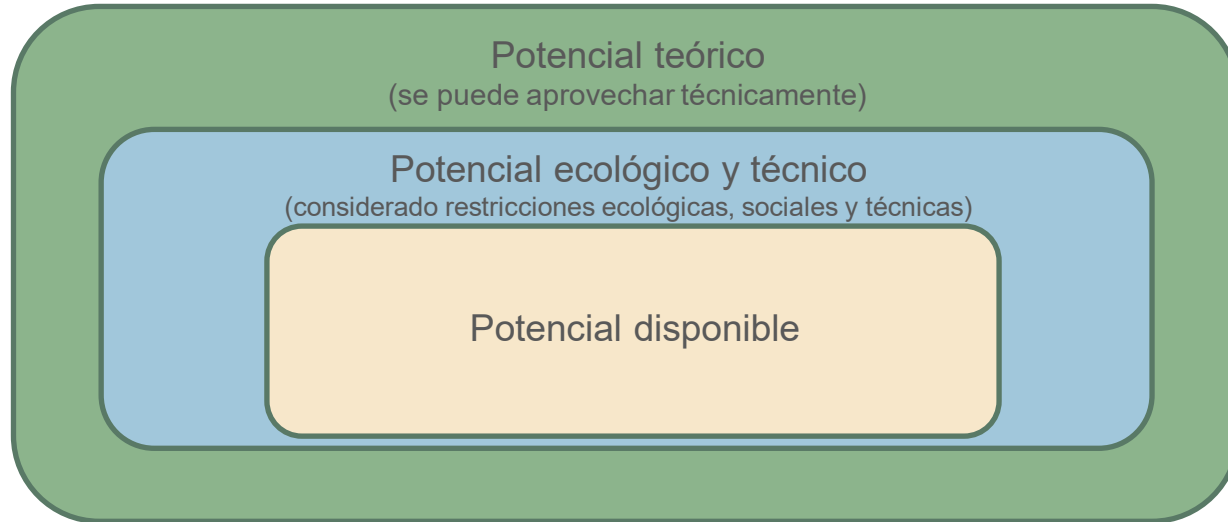 Potencial teórico
(se puede aprovechar técnicamente)
Potencial ecológico y técnico
(considerado restricciones ecológicas, sociales y técnicas)
Potencial disponible